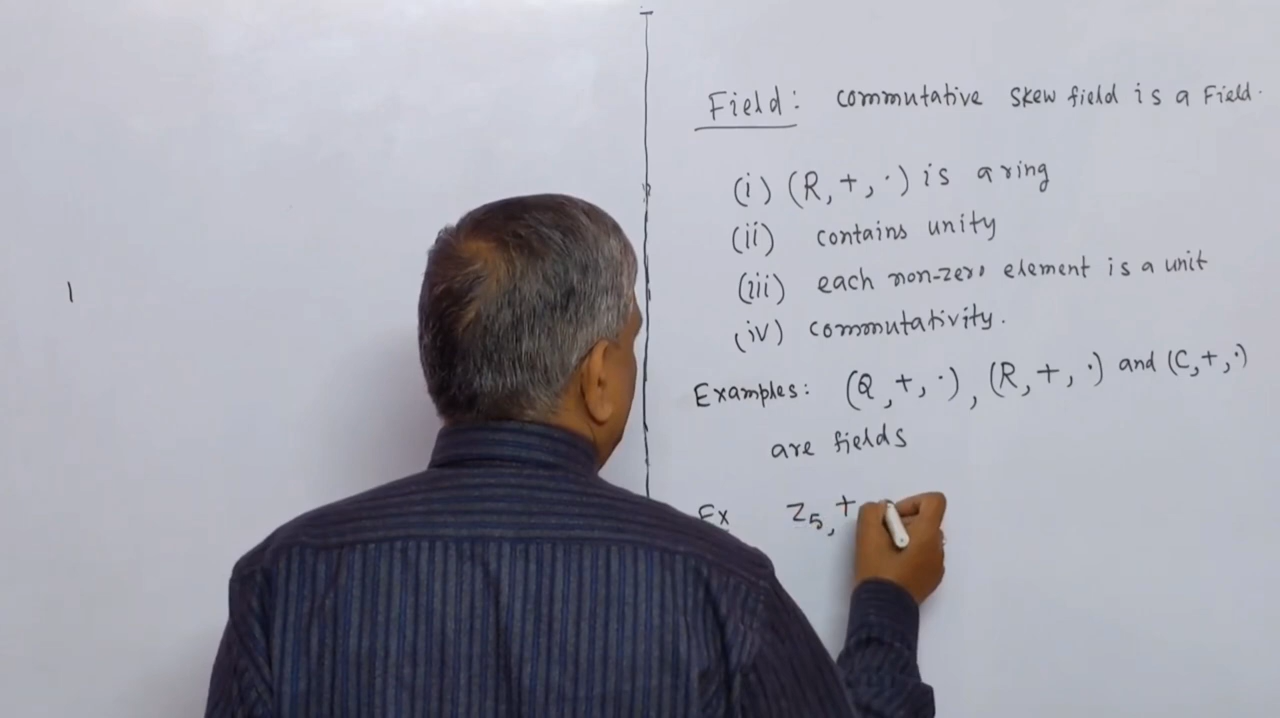 Field: commutative skew field is a Field.
(i) (R, +, ·) is a ring
(ii) contains unity
(iii) each non-zero element is a unit
(iv) commutativity.
Examples: (Q, +, ·), (R, +, ·) and (C, +, ·)
are fields
Ex Z5, +